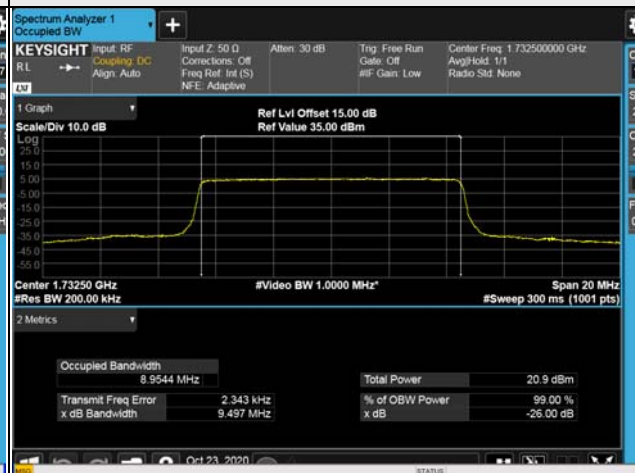 Spectrum Analyzer 1
Occupied BW
+
KEYSIGHT Input: RF Input Z: 50 Ω Atten: 30 dB Trig: Free Run Center Freq: 1.732500000 GHz
RL Coupling: DC Corrections: Off Gate: Off Avg|Hold: 1/1
Align: Auto Freq Ref: Int (S) #IF Gain: Low Radio Std: None
LXI NFE: Adaptive
1 Graph Ref Lvl Offset 15.00 dB
Scale/Div 10.0 dB Ref Value 35.00 dBm
Log
25.0
15.0
5.00
-5.00
-15.0
-25.0
-35.0
-45.0
-55.0
Center 1.73250 GHz #Video BW 1.0000 MHz* Span 20 MHz
#Res BW 200.00 kHz #Sweep 300 ms (1001 pts)
2 Metrics
Occupied Bandwidth
8.9544 MHz Total Power 20.9 dBm
Transmit Freq Error 2.343 kHz % of OBW Power 99.00 %
x dB Bandwidth 9.497 MHz x dB -26.00 dB
Oct 23, 2020
MSG STATUS